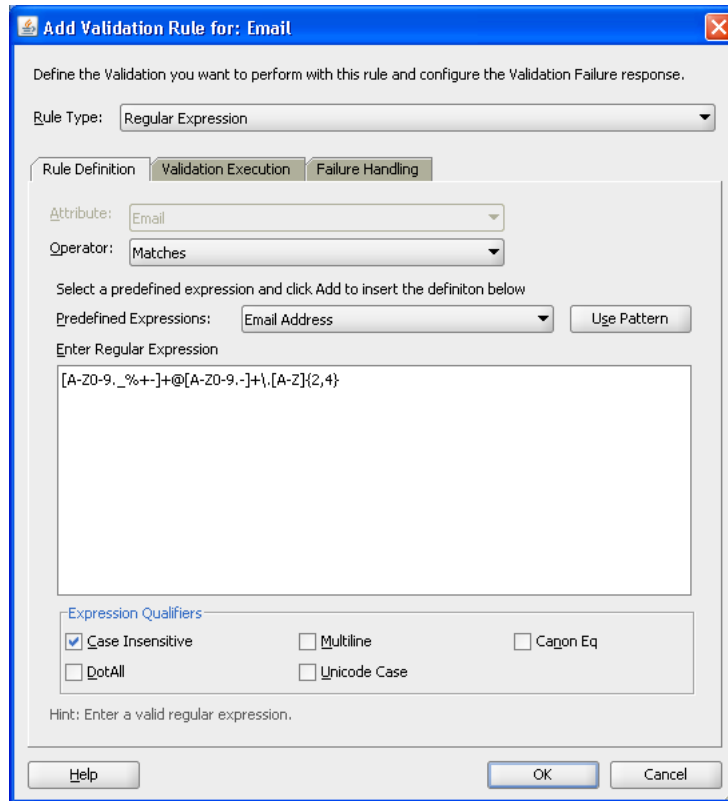 Add Validation Rule for: Email
Define the Validation you want to perform with this rule and configure the Validation Failure response.
Rule Type: Regular Expression
Rule Definition Validation Execution Failure Handling
Attribute: Email
Operator: Matches
Select a predefined expression and click Add to insert the definiton below
Predefined Expressions: Email Address Use Pattern
Enter Regular Expression
[A-Z0-9._%+-]+@[A-Z0-9.-]+\.[A-Z]{2,4}
Expression Qualifiers
Case Insensitive Multiline Canon Eq
DotAll Unicode Case
Hint: Enter a valid regular expression.
Help OK Cancel